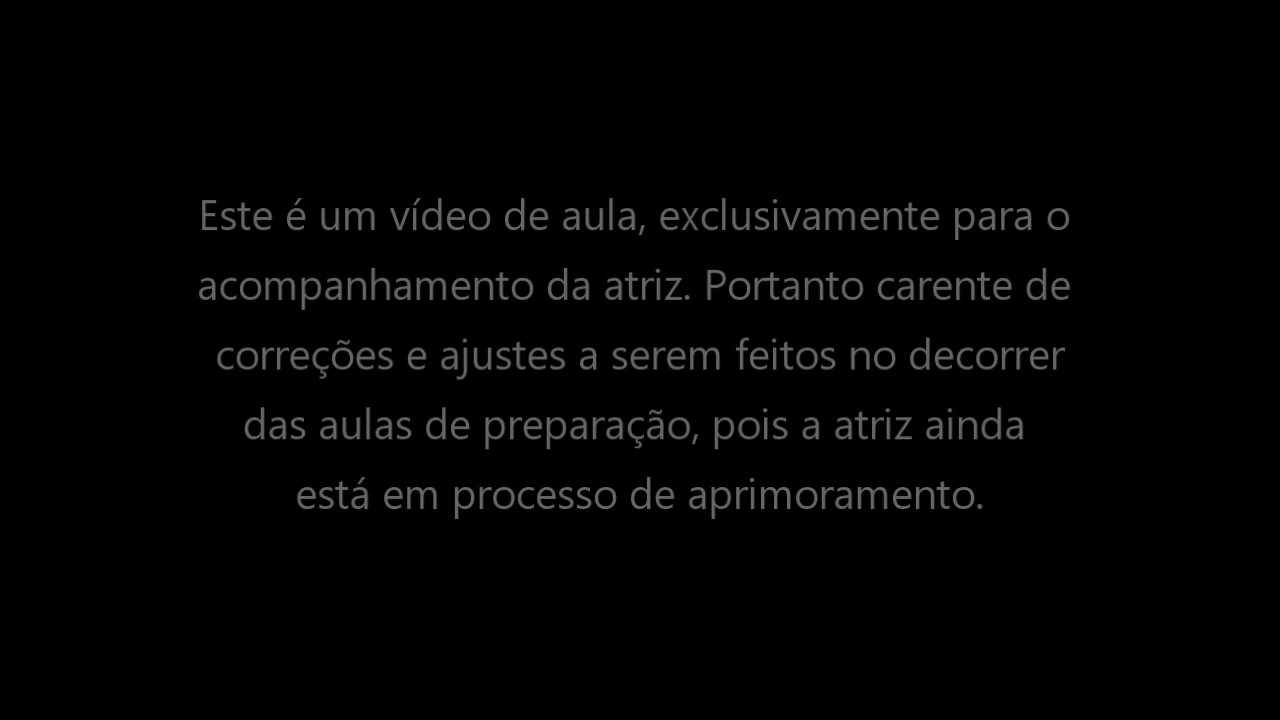 Este é um vídeo de aula, exclusivamente para o
acompanhamento da atriz. Portanto carente de
correções e ajustes a serem feitos no decorrer
das aulas de preparação, pois a atriz ainda
está em processo de aprimoramento.